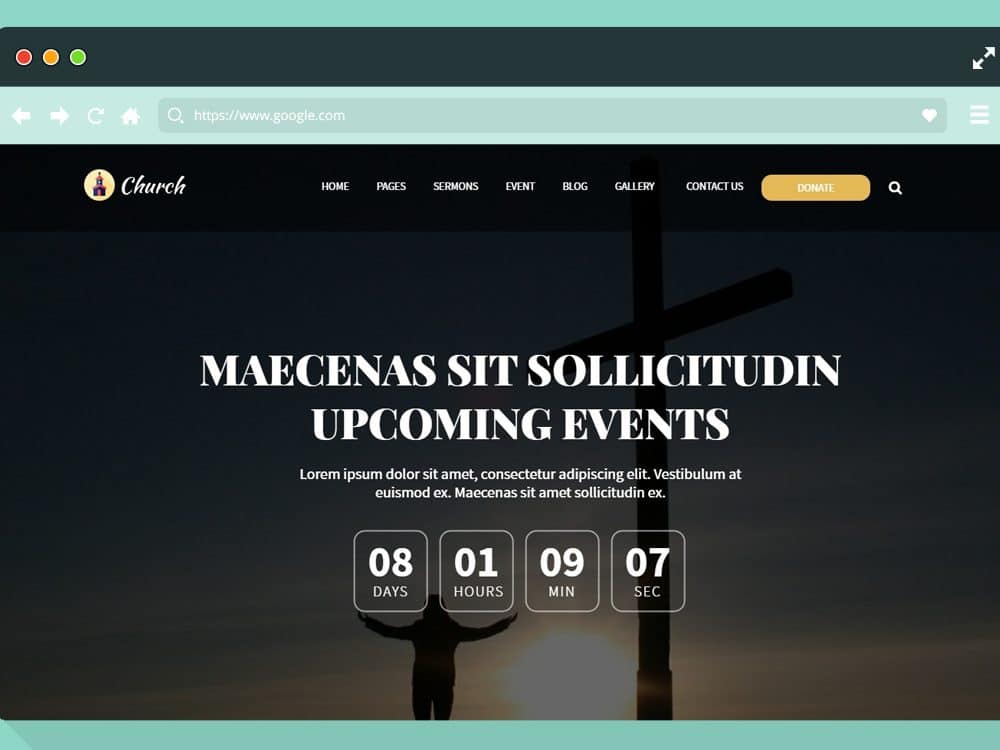 https://www.google.com
Church
HOME PAGES SERMONS EVENT BLOG GALLERY CONTACT US DONATE
MAECENAS SIT SOLLICITUDIN
UPCOMING EVENTS
Lorem ipsum dolor sit amet, consectetur adipiscing elit. Vestibulum at
euismod ex. Maecenas sit amet sollicitudin ex.
08 01 09 07
DAYS HOURS MIN SEC